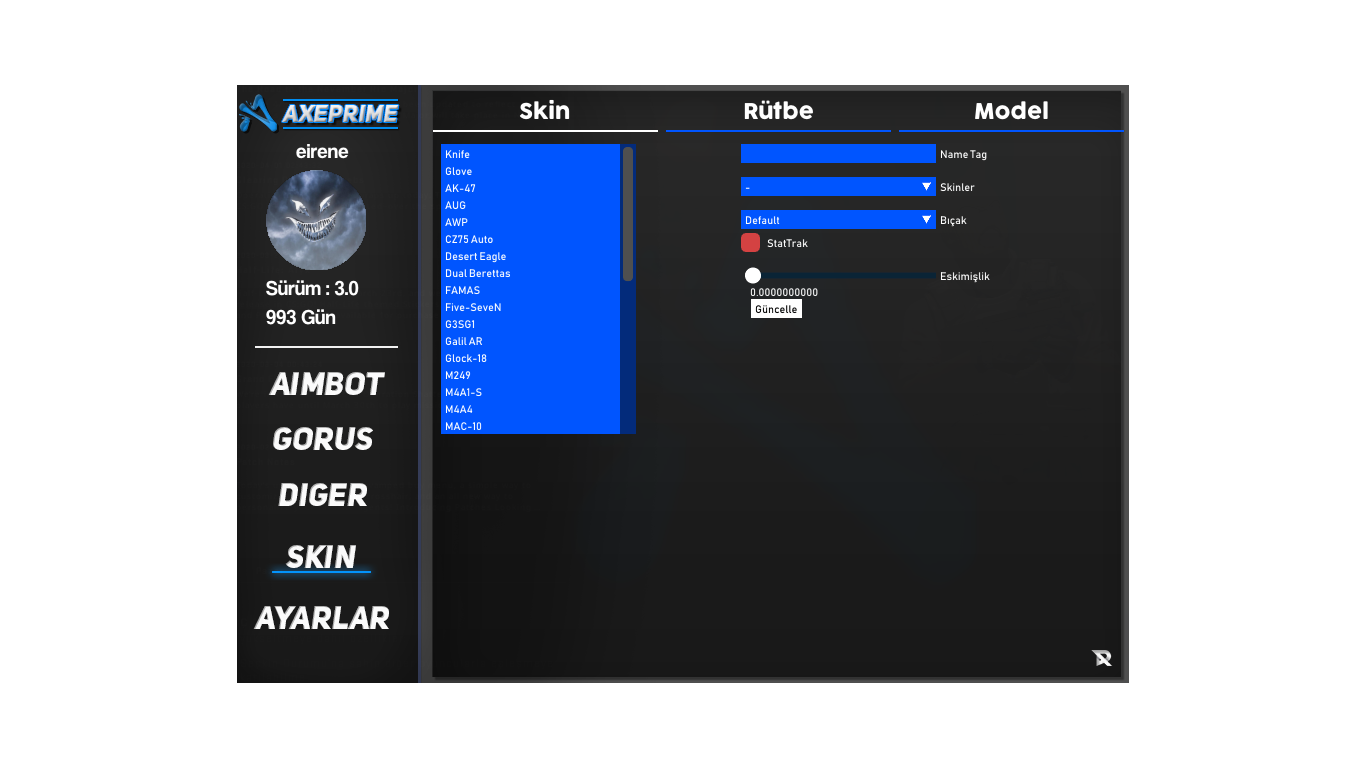 AXEPRIME
eirene
Sürüm : 3.0
993 Gün
AIMBOT
GORUS
DIGER
SKIN
AYARLAR
Skin
Rütbe
Model
Knife
Glove
AK-47
AUG
AWP
CZ75 Auto
Desert Eagle
Dual Berettas
FAMAS
Five-SeveN
G3SG1
Galil AR
Glock-18
M249
M4A1-S
M4A4
MAC-10
Name Tag
- Skinler
Default Bıçak
StatTrak
Eskimişlik
0.0000000000
Güncelle